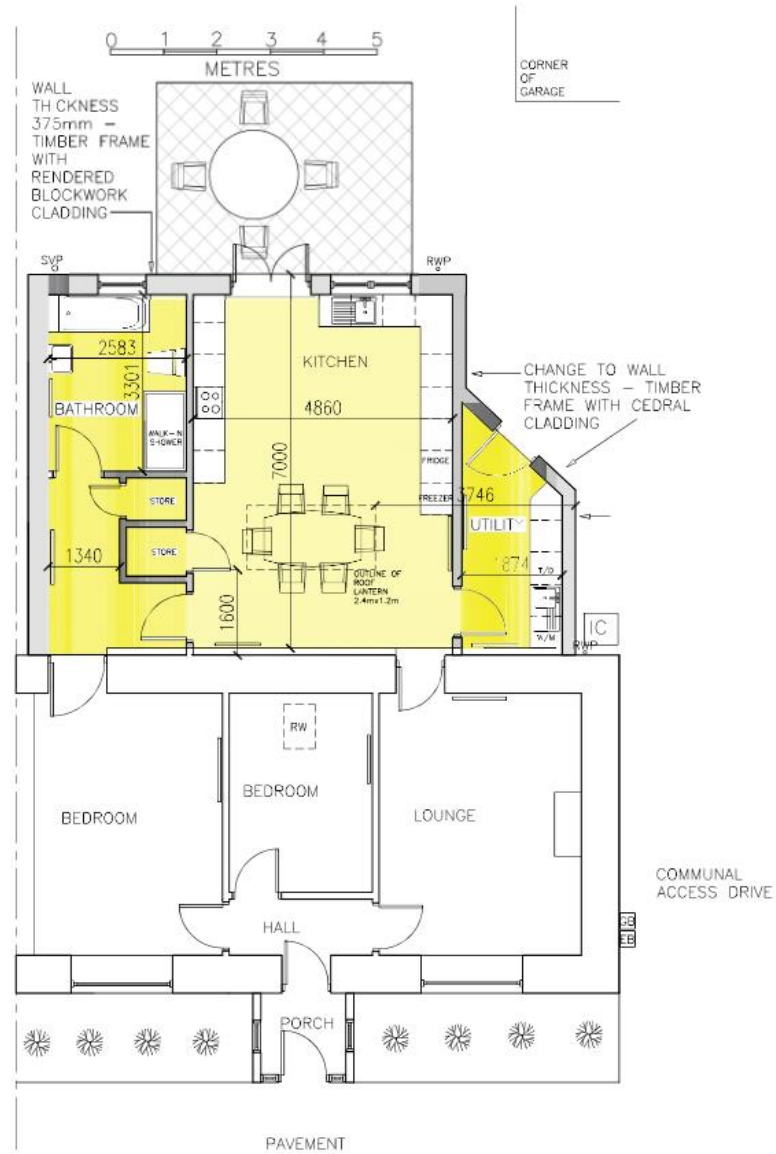 0 1 2 3 4 5
METRES
CORNER
OF
GARAGE
WALL
TH CKNESS
375mm –
TIMBER FRAME
WITH
RENDERED
BLOCKWORK
CLADDING
SVP
RWP
2583
3301
BATHROOM
WALK-N
SHOWER
KITCHEN
4860
7000
CHANGE TO WALL
THICKNESS – TIMBER
FRAME WITH CEDRAL
CLADDING
FRIDGE
FREEZER
3746
STORE
STORE
UTILITY
1340
1874
T/D
OUTLINE OF
ROOF
LANTERN
2.4mx1.2m
1600
W/M
IC
RWP
RW
BEDROOM
BEDROOM
LOUNGE
HALL
COMMUNAL
ACCESS DRIVE
GB
EB
PORCH
PAVEMENT